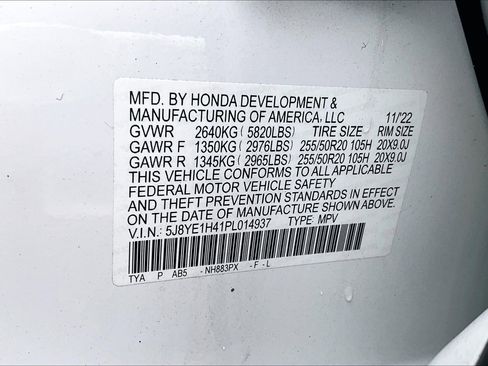 MFD. BY HONDA DEVELOPMENT &
MANUFACTURING OF AMERICA, LLC 11/'22
GVWR 2640KG ( 5820LBS) TIRE SIZE RIM SIZE
GAWR F 1350KG ( 2976LBS) 255/50R20 105H 20X9.0J
GAWR R 1345KG ( 2965LBS) 255/50R20 105H 20X9.0J
THIS VEHICLE CONFORMS TO ALL APPLICABLE
FEDERAL MOTOR VEHICLE SAFETY
AND THEFT PREVENTION STANDARDS IN EFFECT
ON THE DATE OF MANUFACTURE SHOWN ABOVE.
V.I.N.: 5J8YE1H41PL014937 TYPE: MPV
TYA P AB5 - NH883PX - F - L